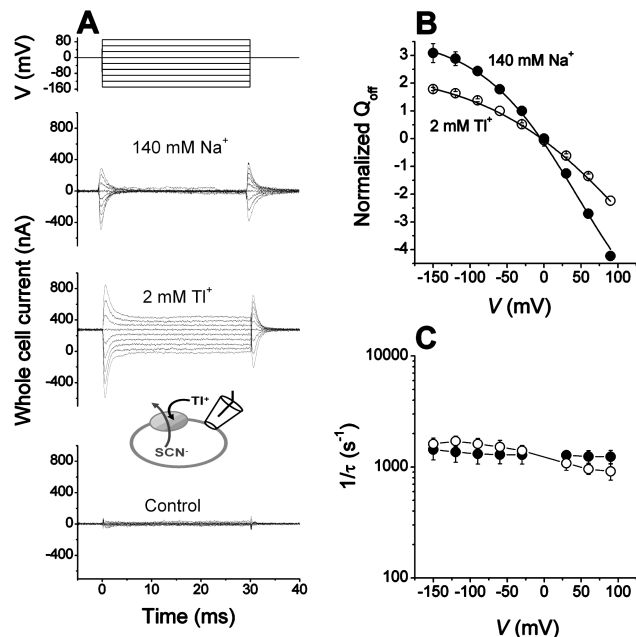 A
V (mV)
80
0
-80
-160
Whole cell current (nA)
140 mM Na⁺
800
400
0
-400
2 mM Tl⁺
800
400
0
-400
Tl⁺
SCN⁻
Control
800
400
0
-400
0 10 20 30 40
Time (ms)
B
Normalized Q_off
3
2
1
0
-1
-2
-3
-4
140 mM Na⁺
2 mM Tl⁺
-150 -100 -50 0 50 100
V (mV)
C
1/τ (s⁻¹)
10000
1000
100
-150 -100 -50 0 50 100
V (mV)